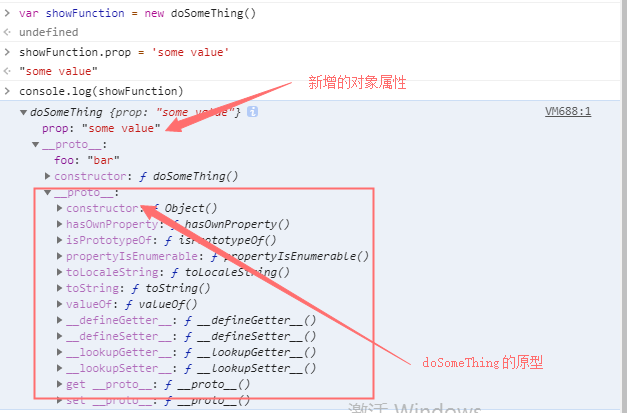 > var showFunction = new doSomeThing()
< undefined
> showFunction.prop = 'some value'
< "some value"
> console.log(showFunction)
新增的对象属性
▼doSomeThing {prop: "some value"} i VM688:1
prop: "some value"
▼__proto__:
foo: "bar"
▶constructor: ƒ doSomeThing()
▼__proto__:
▶constructor: ƒ Object()
▶hasOwnProperty: ƒ hasOwnProperty()
▶isPrototypeOf: ƒ isPrototypeOf()
▶propertyIsEnumerable: ƒ propertyIsEnumerable()
▶toLocaleString: ƒ toLocaleString()
▶toString: ƒ toString()
▶valueOf: ƒ valueOf()
▶__defineGetter__: ƒ __defineGetter__()
▶__defineSetter__: ƒ __defineSetter__()
▶__lookupGetter__: ƒ __lookupGetter__()
▶__lookupSetter__: ƒ __lookupSetter__()
doSomeThing的原型
▶get __proto__: ƒ __proto__()
▶set __proto__: ƒ __proto__()
激活 Windows